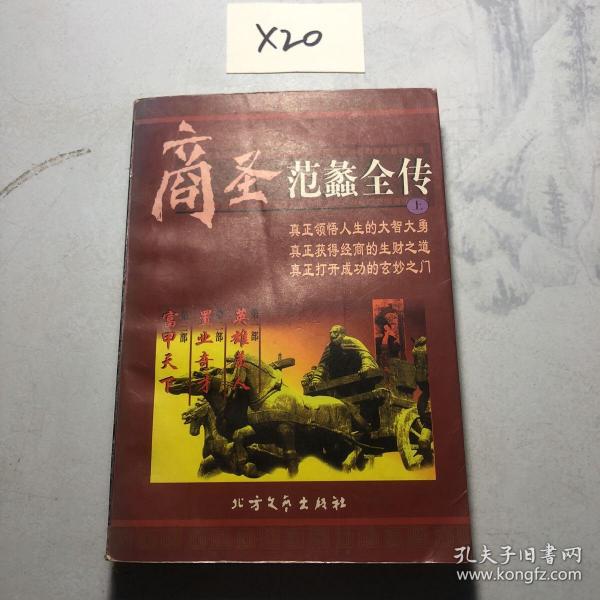 X20
商圣
范蠡全传
上
真正领悟人生的大智大勇
真正获得经商的生财之道
真正打开成功的玄妙之门
第一部
英雄美人
第二部
霸业奇才
第三部
富甲天下
北方文艺出版社
孔夫子旧书网
www.kongfz.com